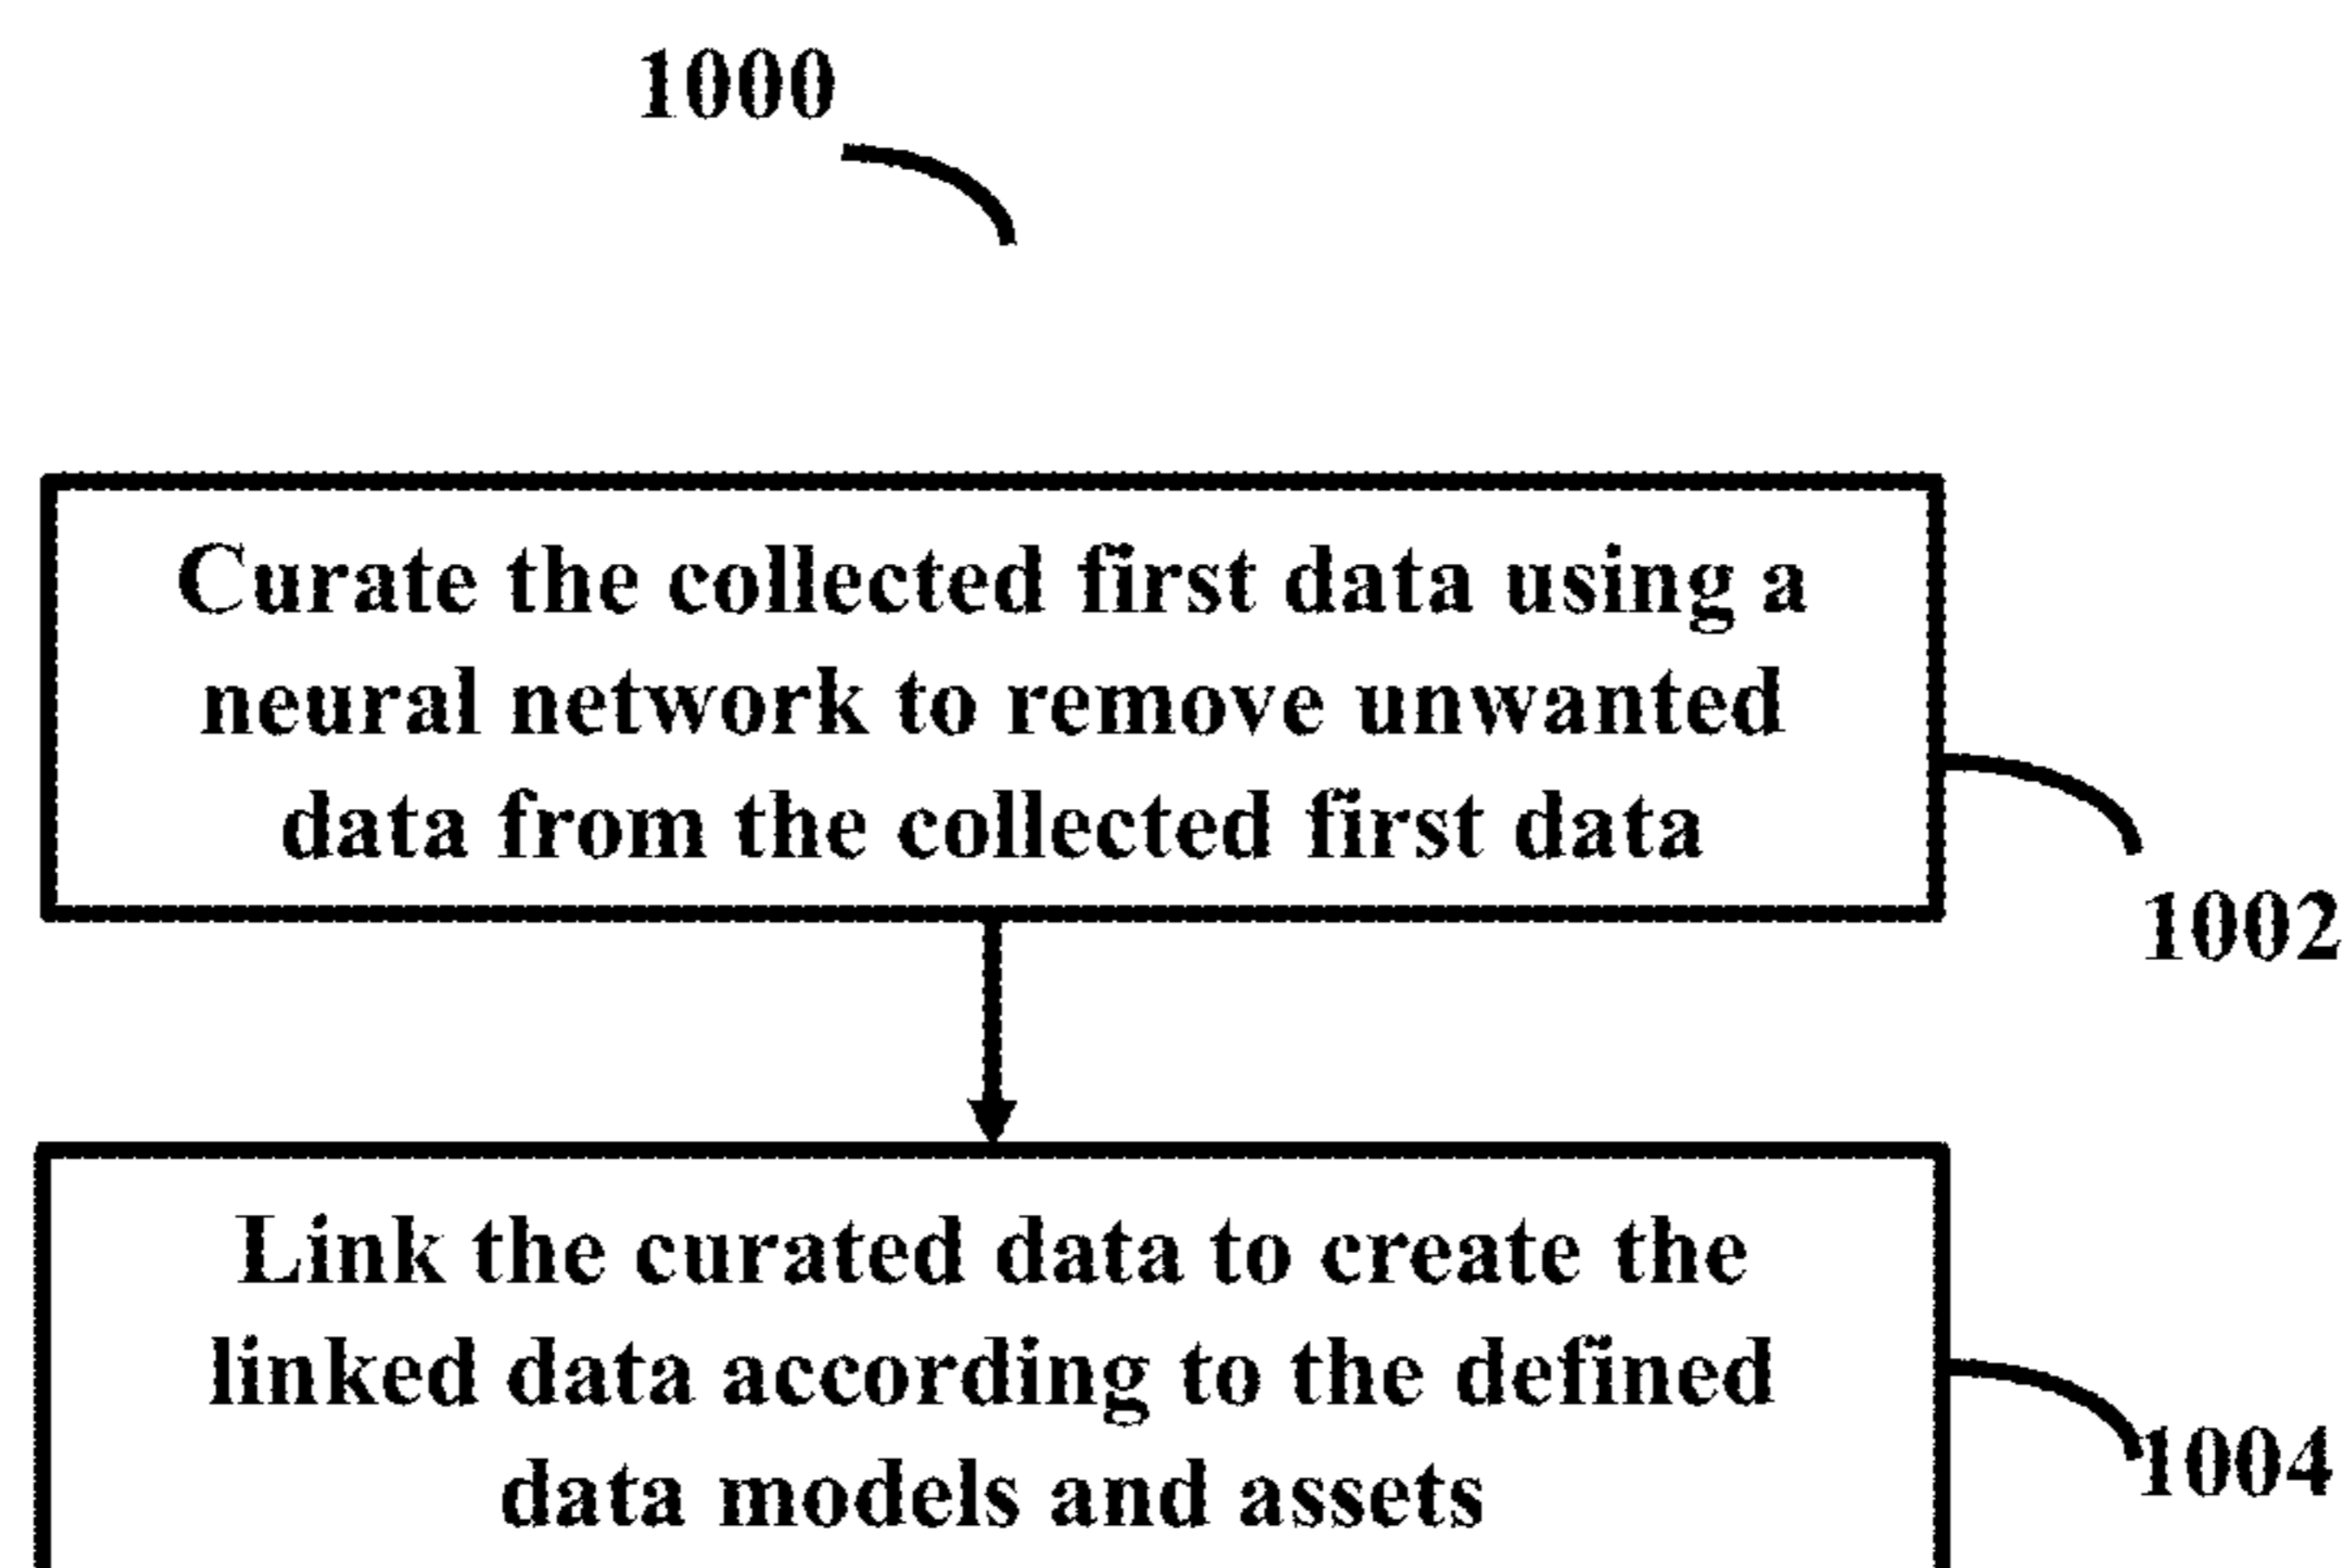 1000
Curate the collected first data using a
neural network to remove unwanted
data from the collected first data
1002
Link the curated data to create the
linked data according to the defined
data models and assets
1004